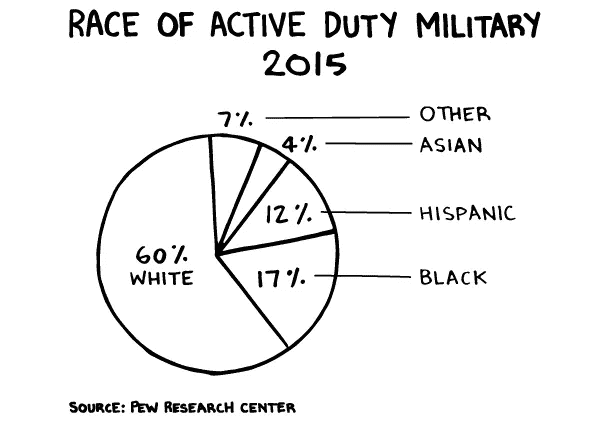 RACE OF ACTIVE DUTY MILITARY
2015
7% OTHER
4% ASIAN
12% HISPANIC
60%
WHITE
17% BLACK
SOURCE: PEW RESEARCH CENTER